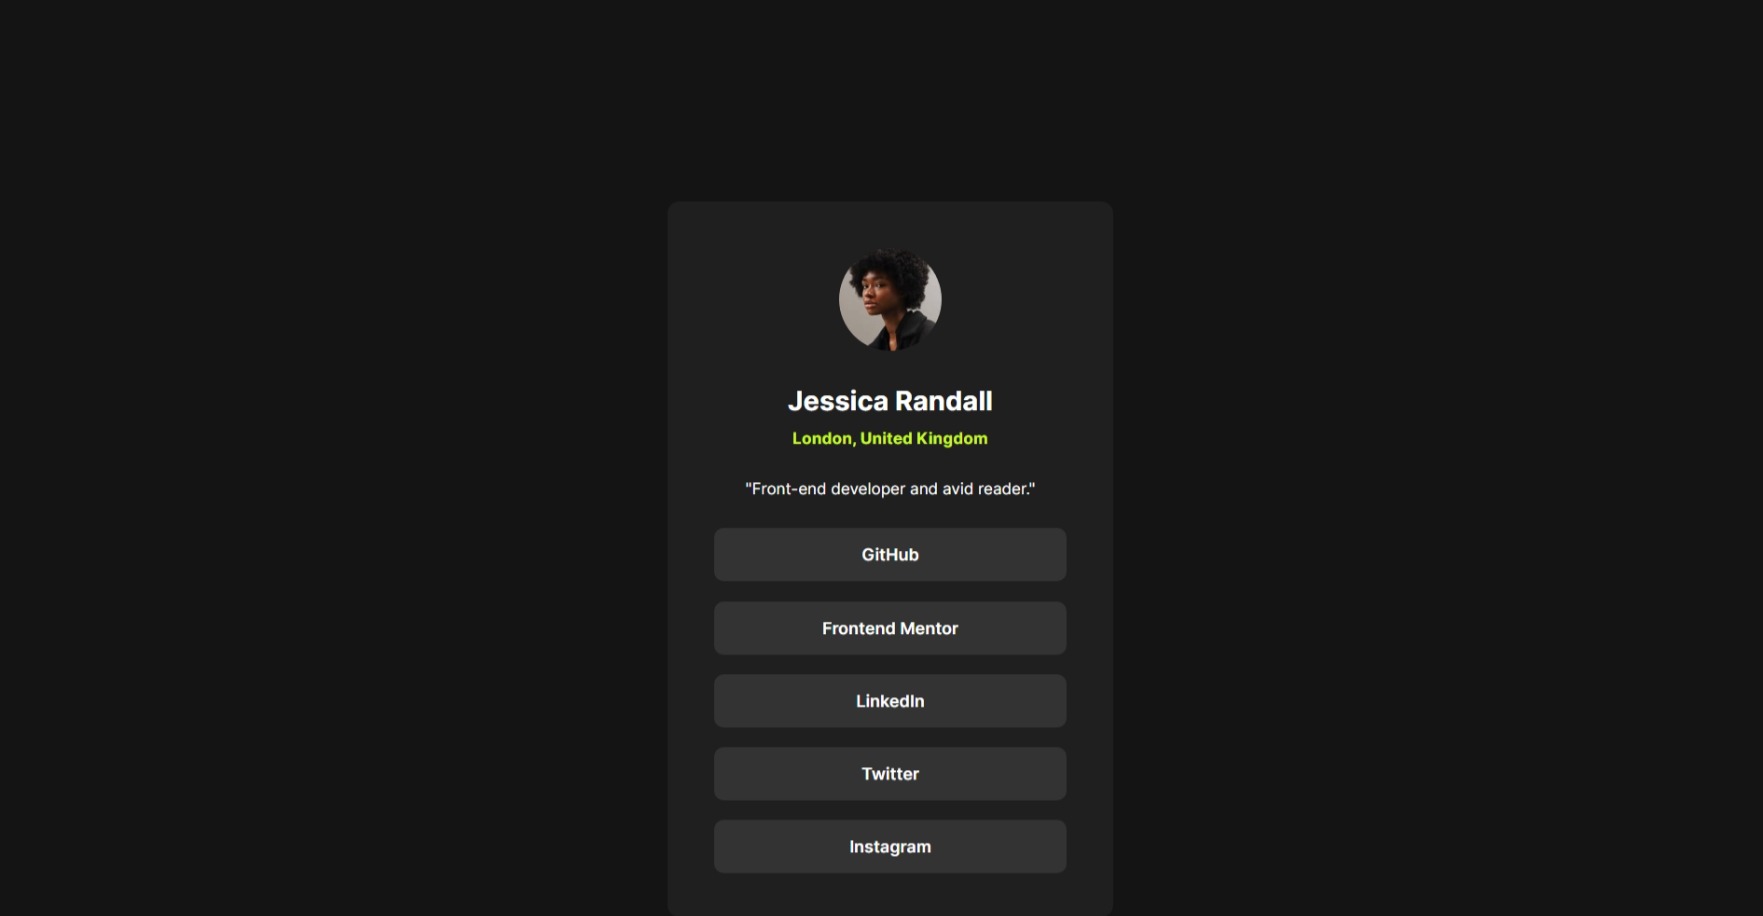 Jessica Randall
London, United Kingdom
"Front-end developer and avid reader."
GitHub
Frontend Mentor
LinkedIn
Twitter
Instagram